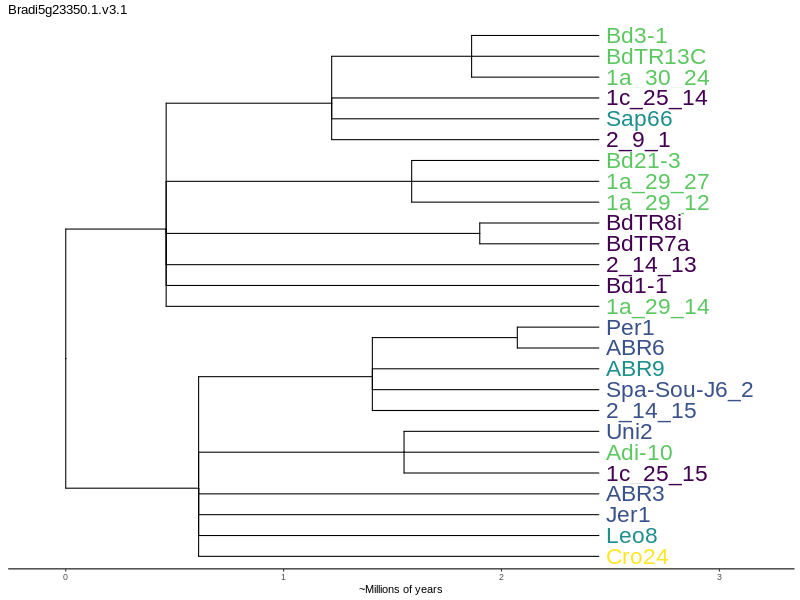 Bradi5g23350.1.v3.1
Bd3-1
BdTR13C
1a_30_24
1c_25_14
Sap66
2_9_1
Bd21-3
1a_29_27
1a_29_12
BdTR8i
BdTR7a
2_14_13
Bd1-1
1a_29_14
Per1
ABR6
ABR9
Spa-Sou-J6_2
2_14_15
Uni2
Adi-10
1c_25_15
ABR3
Jer1
Leo8
Cro24
0 1 2 3
~Millions of years